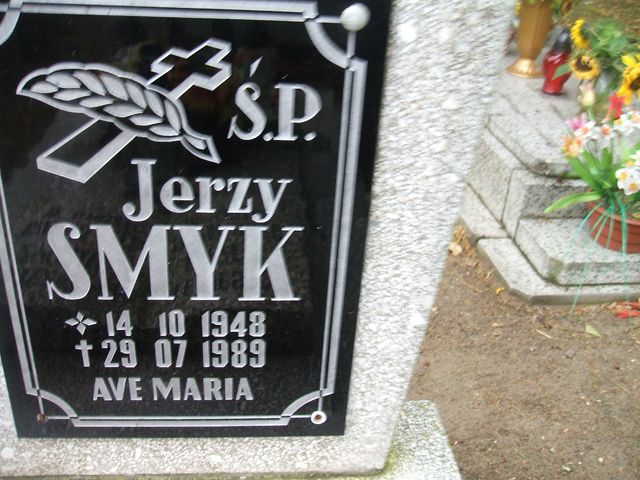 Ś.P.
Jerzy
SMYK
14 10 1948
✝ 29 07 1989
AVE MARIA